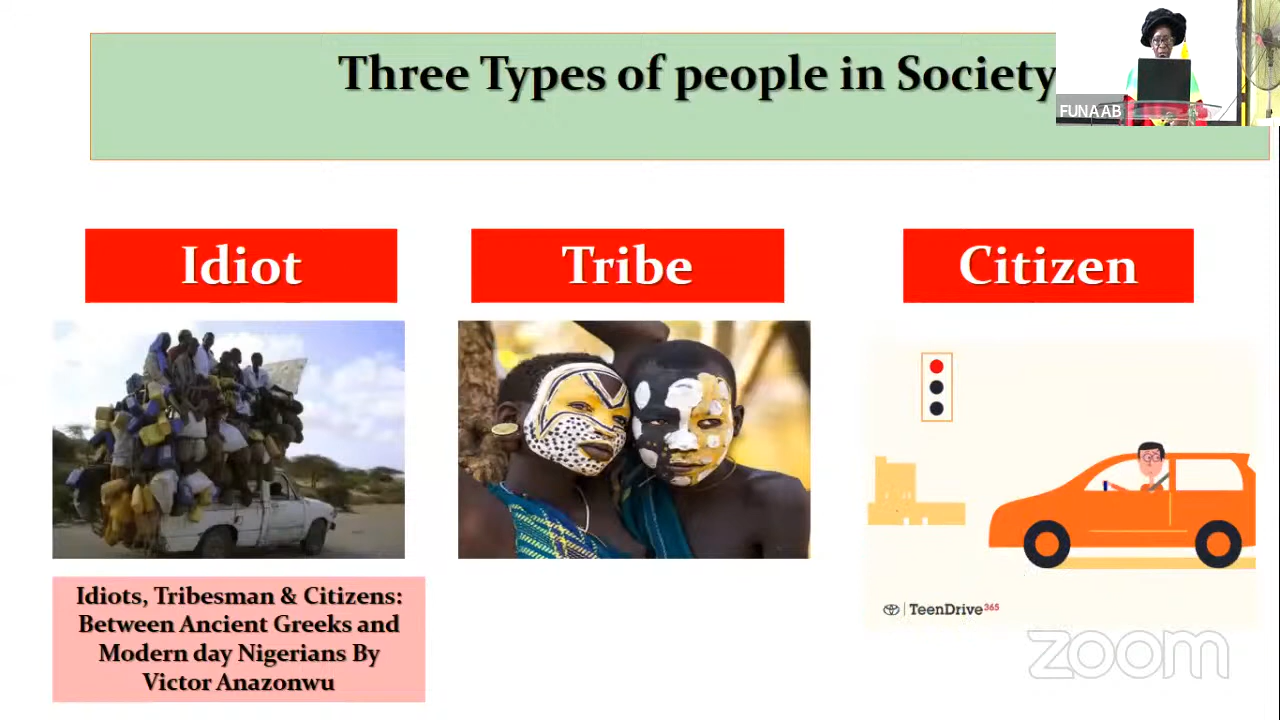 Three Types of people in Society
FUNAAB
Idiot
Tribe
Citizen
TeenDrive365
Idiots, Tribesman & Citizens:
Between Ancient Greeks and
Modern day Nigerians By
Victor Anazonwu
zoom